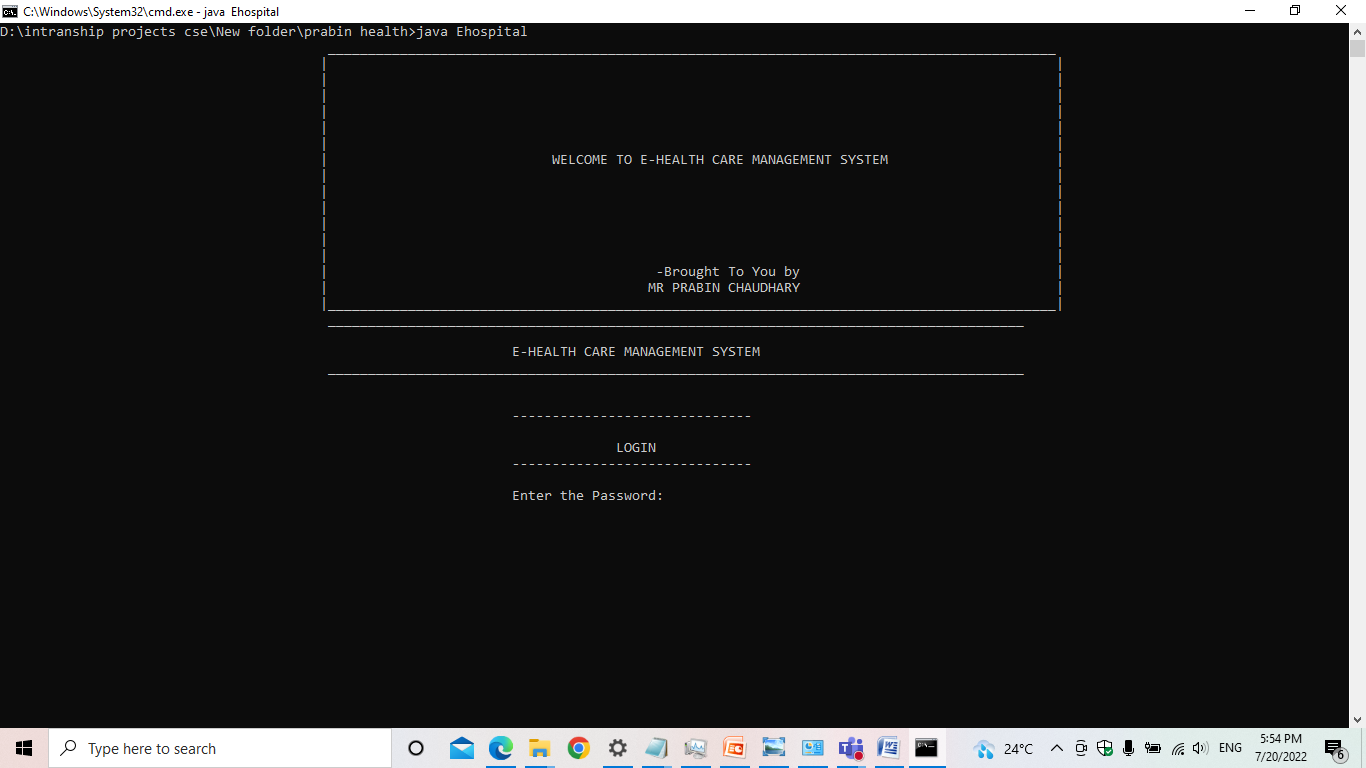 C:\Windows\System32\cmd.exe - java  Ehospital
D:\intranship projects cse\New folder\prabin health>java Ehospital
WELCOME TO E-HEALTH CARE MANAGEMENT SYSTEM
-Brought To You by
MR PRABIN CHAUDHARY
E-HEALTH CARE MANAGEMENT SYSTEM
------------------------------
LOGIN
------------------------------
Enter the Password:
Type here to search
24°C
ENG
5:54 PM
7/20/2022
6